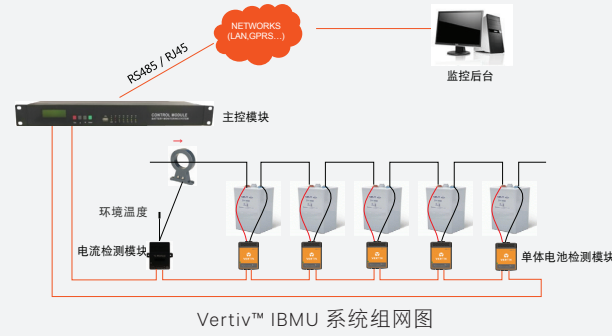 NETWORKS
(LAN,GPRS...)
RS485 / RJ45
监控后台
CONTROL MODULE
主控模块
环境温度
电流检测模块
单体电池检测模块
Vertiv™ IBMU 系统组网图